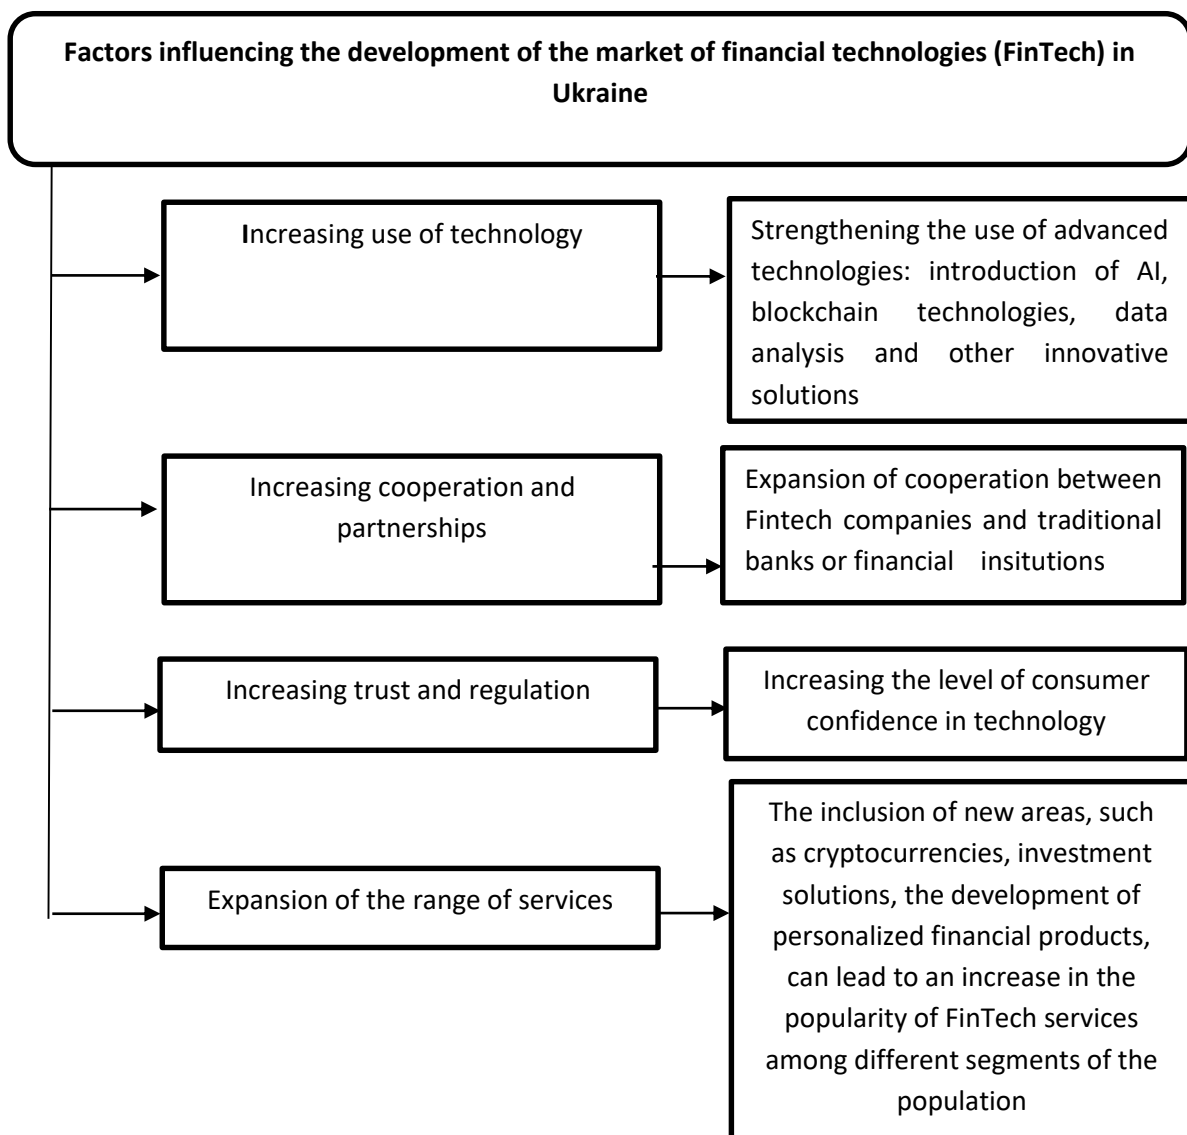 Factors influencing the development of the market of financial technologies (FinTech) in
Ukraine
Increasing use of technology
Strengthening the use of advanced
technologies: introduction of AI,
blockchain technologies, data
analysis and other innovative
solutions
Increasing cooperation and
partnerships
Expansion of cooperation between
Fintech companies and traditional
banks or financial insitutions
Increasing trust and regulation
Increasing the level of consumer
confidence in technology
Expansion of the range of services
The inclusion of new areas, such
as cryptocurrencies, investment
solutions, the development of
personalized financial products,
can lead to an increase in the
popularity of FinTech services
among different segments of the
population